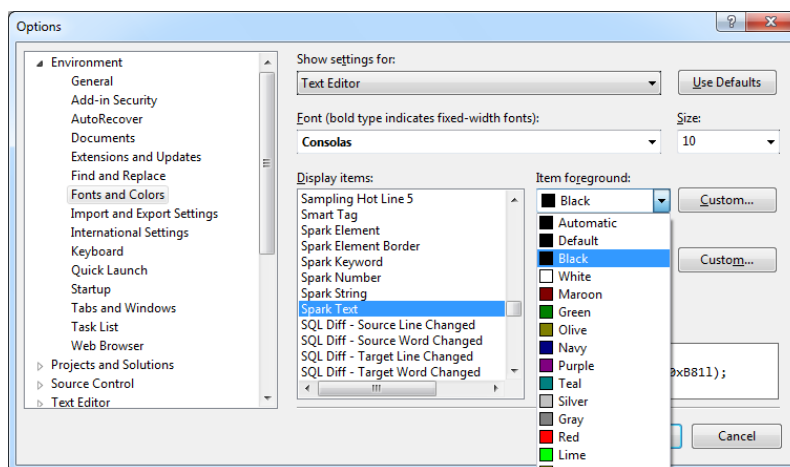 Options
Environment
General
Add-in Security
AutoRecover
Documents
Extensions and Updates
Find and Replace
Fonts and Colors
Import and Export Settings
International Settings
Keyboard
Quick Launch
Startup
Tabs and Windows
Task List
Web Browser
Projects and Solutions
Source Control
Text Editor
Show settings for:
Text Editor
Use Defaults
Font (bold type indicates fixed-width fonts):
Size:
Consolas
10
Display items:
Sampling Hot Line 5
Smart Tag
Spark Element
Spark Element Border
Spark Keyword
Spark Number
Spark String
Spark Text
SQL Diff - Source Line Changed
SQL Diff - Source Word Changed
SQL Diff - Target Line Changed
SQL Diff - Target Word Changed
Item foreground:
Black
Custom...
Automatic
Default
Black
White
Maroon
Green
Olive
Navy
Purple
Teal
Silver
Gray
Red
Lime
Custom...
0xB81l);
Cancel